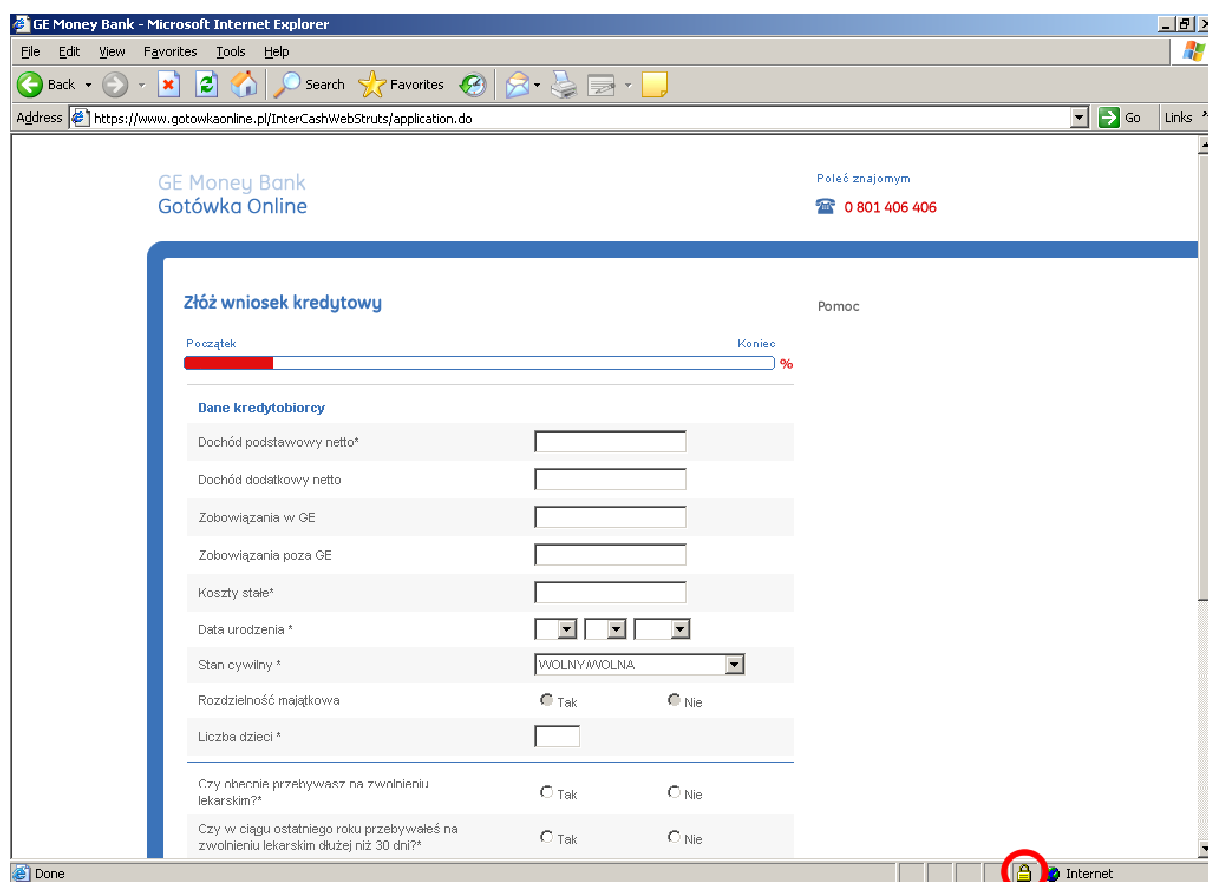 GE Money Bank - Microsoft Internet Explorer
File Edit View Favorites Tools Help
Back Search Favorites
Address https://www.gotowkaonline.pl/InterCashWebStruts/application.do Go Links »
GE Money Bank
Gotówka Online
Poleć znajomym
0 801 406 406
Złóż wniosek kredytowy
Pomoc
Początek Koniec
%
Dane kredytobiorcy
Dochód podstawowy netto*
Dochód dodatkowy netto
Zobowiązania w GE
Zobowiązania poza GE
Koszty stałe*
Data urodzenia *
Stan cywilny * WOLNY/WOLNA
Rozdzielność majątkowa Tak Nie
Liczba dzieci *
Czy obecnie przebywasz na zwolnieniu
lekarskim?* Tak Nie
Czy w ciągu ostatniego roku przebywałeś na
zwolnieniu lekarskim dłużej niż 30 dni?* Tak Nie
Done Internet